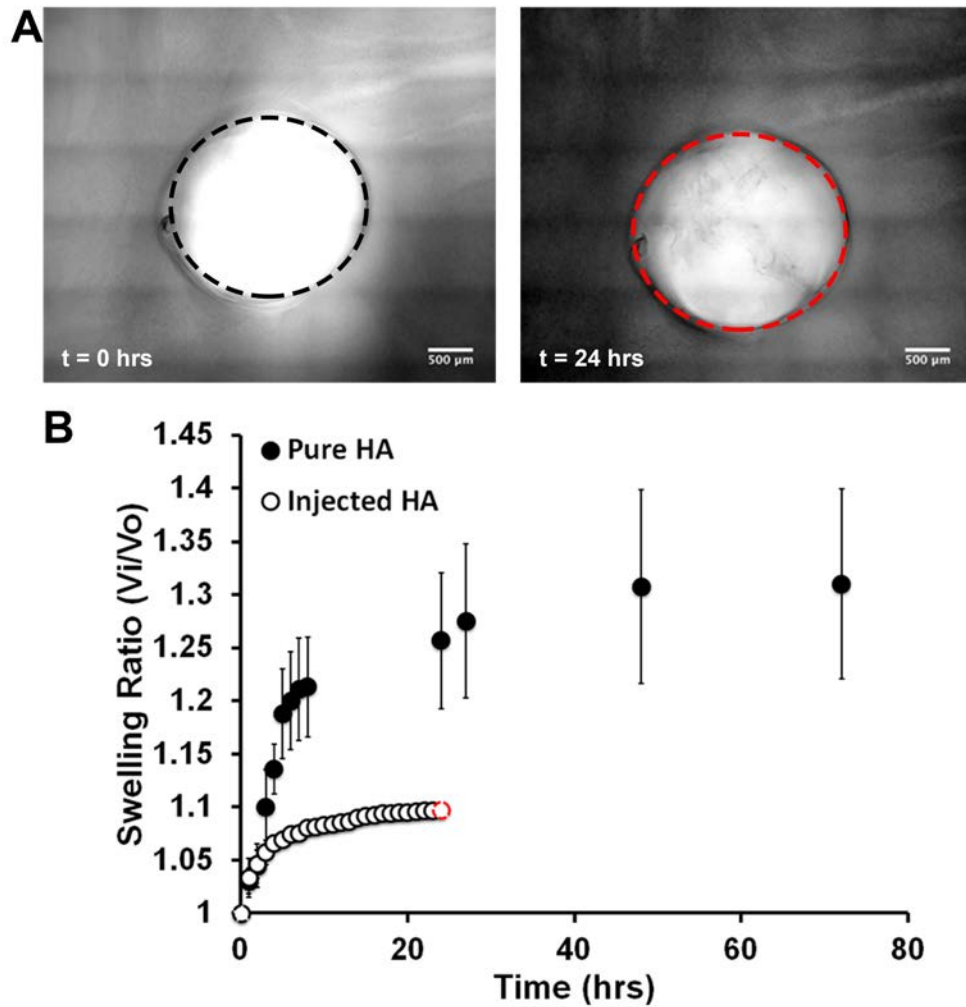 A
t = 0 hrs
500 µm
t = 24 hrs
500 µm
B
Swelling Ratio (Vi/Vo)
1.45
1.4
1.35
1.3
1.25
1.2
1.15
1.1
1.05
1
Pure HA
Injected HA
0
20
40
60
80
Time (hrs)